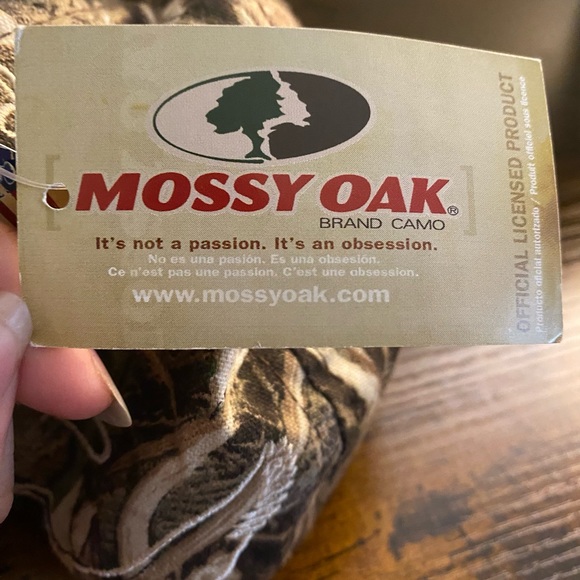 MOSSY OAK®
BRAND CAMO
It's not a passion. It's an obsession.
No es una pasión. Es una obsesión.
Ce n'est pas une passion. C'est une obsession.
www.mossyoak.com
OFFICIAL LICENSED PRODUCT
Producto oficial autorizado / Produit officiel sous licence